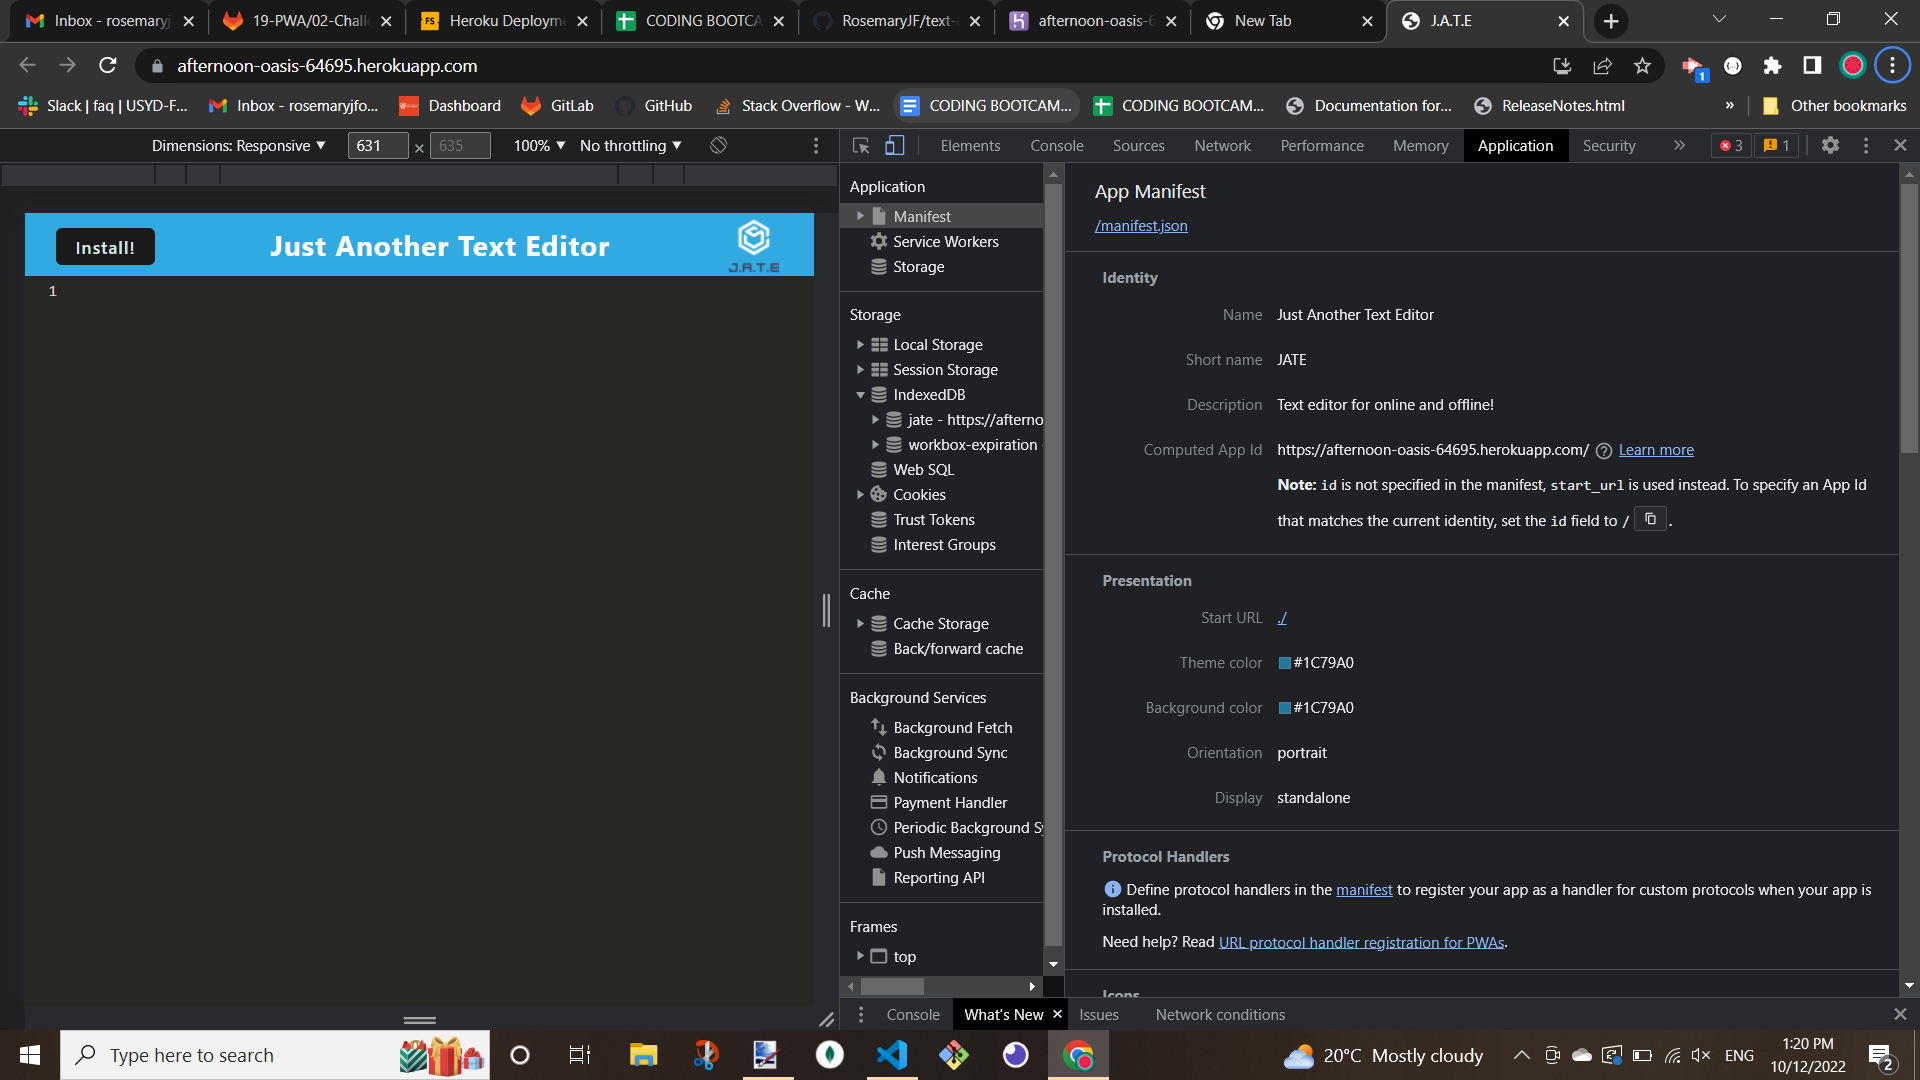 Inbox - rosemaryj
19-PWA/02-Chall
Heroku Deployme
CODING BOOTCA
RosemaryJF/text-
afternoon-oasis-6
New Tab
J.A.T.E
afternoon-oasis-64695.herokuapp.com
1
Slack | faq | USYD-F...
Inbox - rosemaryjfo...
Dashboard
GitLab
GitHub
Stack Overflow - W...
CODING BOOTCAM...
CODING BOOTCAM...
Documentation for...
ReleaseNotes.html
»
Other bookmarks
Dimensions: Responsive
631
×
635
100%
No throttling
Elements
Console
Sources
Network
Performance
Memory
Application
Security
»
3
1
Install!
Just Another Text Editor
J.A.T.E
1
Application
Manifest
Service Workers
Storage
Storage
Local Storage
Session Storage
IndexedDB
jate - https://afterno
workbox-expiration -
Web SQL
Cookies
Trust Tokens
Interest Groups
Cache
Cache Storage
Back/forward cache
Background Services
Background Fetch
Background Sync
Notifications
Payment Handler
Periodic Background Sy
Push Messaging
Reporting API
Frames
top
App Manifest
/manifest.json
Identity
Name Just Another Text Editor
Short name JATE
Description Text editor for online and offline!
Computed App Id https://afternoon-oasis-64695.herokuapp.com/ Learn more
Note: id is not specified in the manifest, start_url is used instead. To specify an App Id
that matches the current identity, set the id field to / .
Presentation
Start URL ./
Theme color #1C79A0
Background color #1C79A0
Orientation portrait
Display standalone
Protocol Handlers
Define protocol handlers in the manifest to register your app as a handler for custom protocols when your app is
installed.
Need help? Read URL protocol handler registration for PWAs.
Icons
Console
What's New
Issues
Network conditions
Type here to search
20°C Mostly cloudy
ENG
1:20 PM
10/12/2022
2